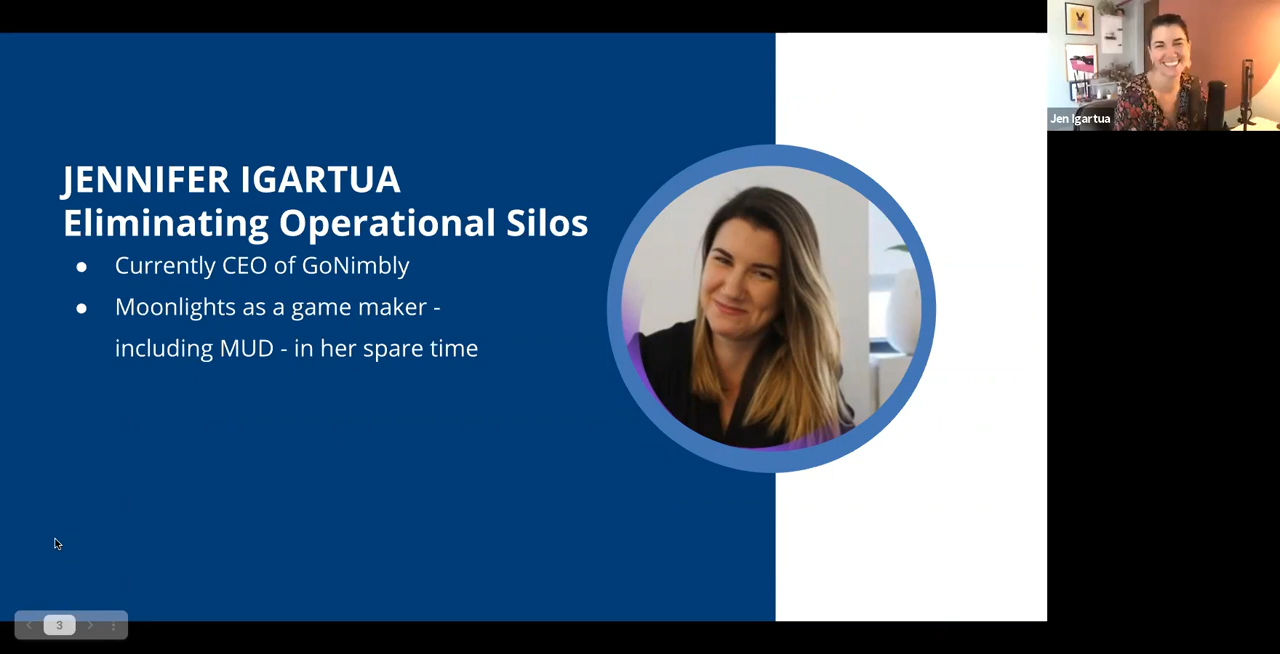 JENNIFER IGARTUA
Eliminating Operational Silos
● Currently CEO of GoNimbly
● Moonlights as a game maker -
including MUD - in her spare time
Jen Igartua
3